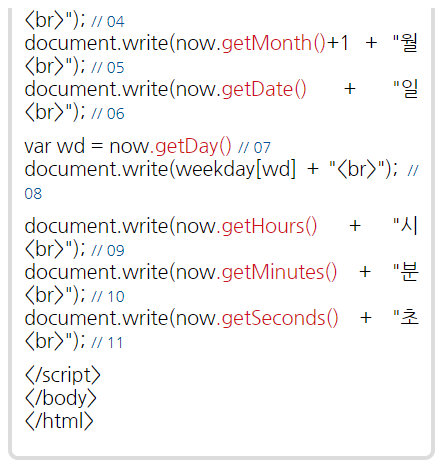 〈br〉"); // 04
document.write(now.getMonth()+1 + "월
〈br〉"); // 05
document.write(now.getDate() + "일
〈br〉"); // 06
var wd = now.getDay() // 07
document.write(weekday[wd] + "〈br〉"); //
08
document.write(now.getHours() + "시
〈br〉"); // 09
document.write(now.getMinutes() + "분
〈br〉"); // 10
document.write(now.getSeconds() + "초
〈br〉"); // 11
〈/script〉
〈/body〉
〈/html〉